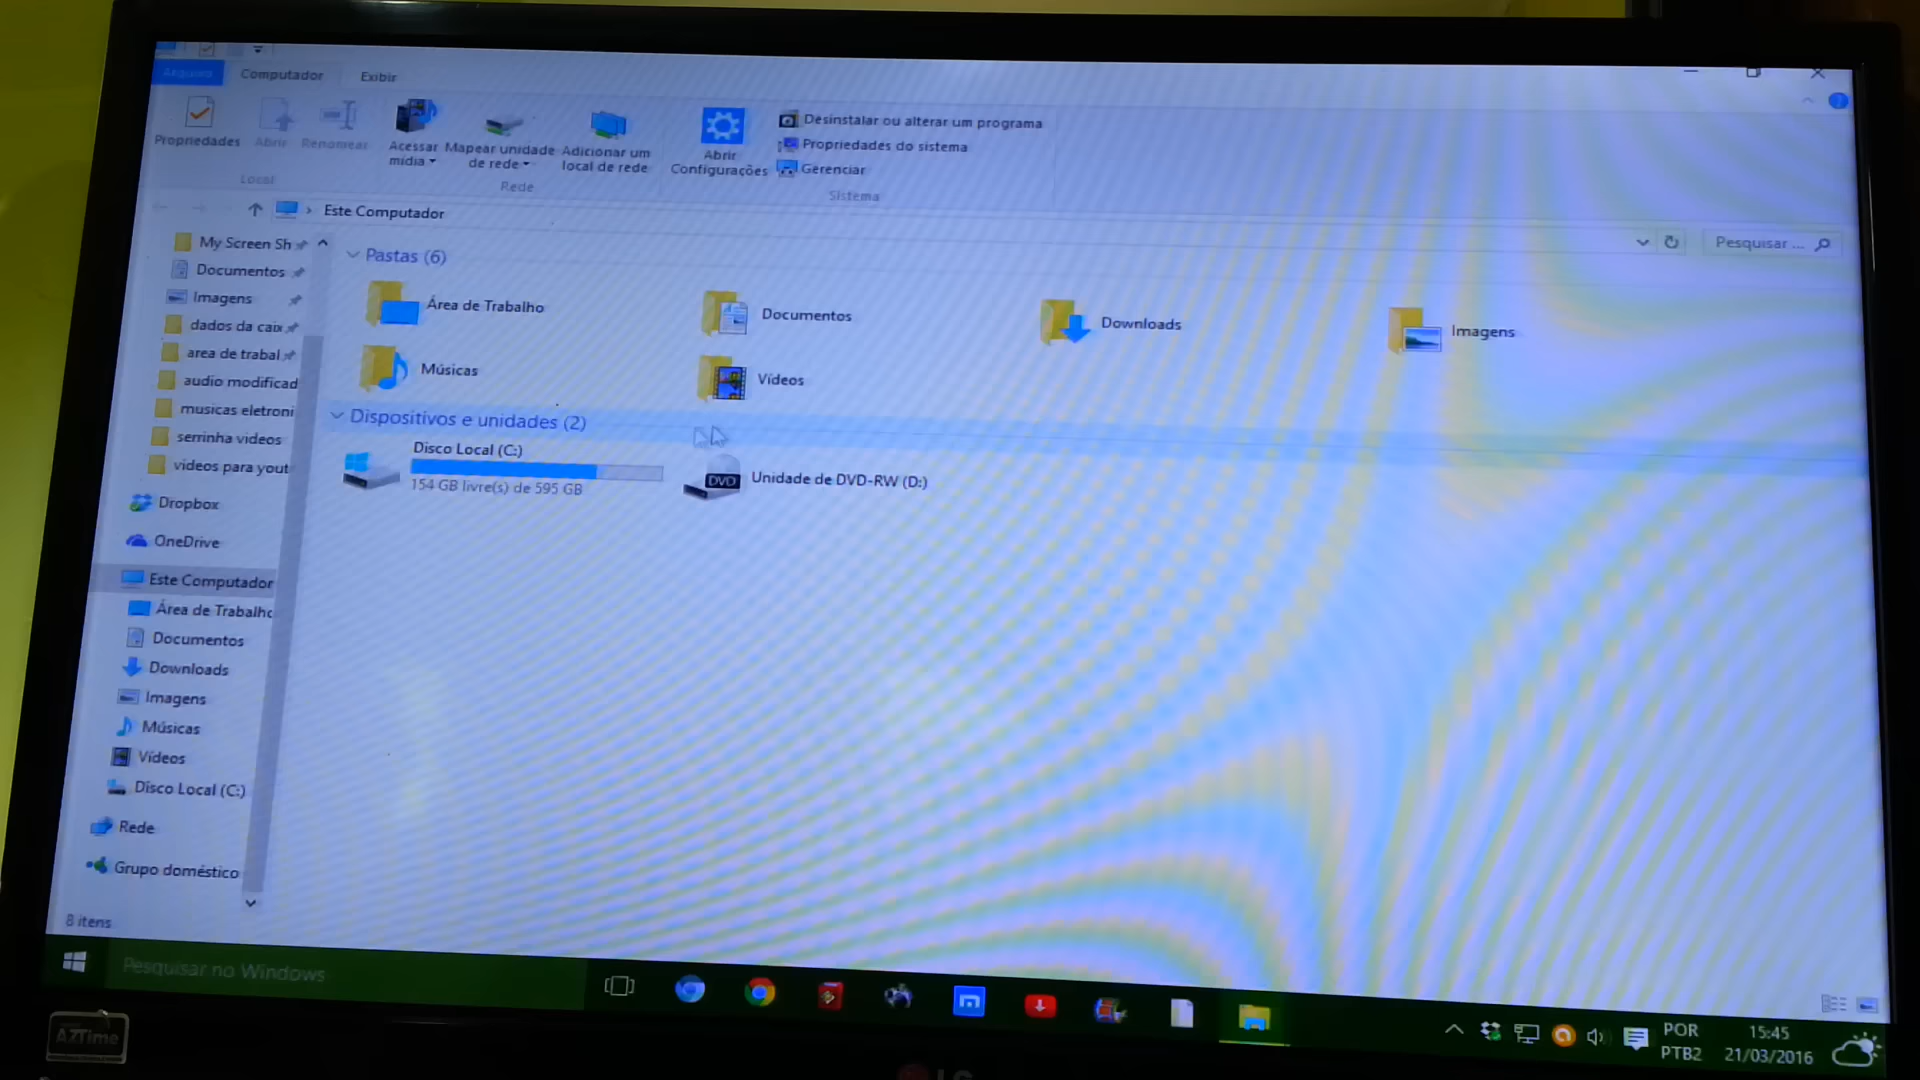 Arquivo
Computador
Exibir
Propriedades
Abrir
Renomear
Acessar
mídia
Mapear unidade
de rede
Adicionar um
local de rede
Abrir
Configurações
Desinstalar ou alterar um programa
Propriedades do sistema
Gerenciar
Local
Rede
Sistema
Este Computador
Pesquisar ...
My Screen Sh
Documentos
Imagens
dados da caix
area de trabal
audio modificad
musicas eletroni
serrinha videos
videos para yout
Dropbox
OneDrive
Este Computador
Área de Trabalho
Documentos
Downloads
Imagens
Músicas
Vídeos
Disco Local (C:)
Rede
Grupo doméstico
8 itens
Pastas (6)
Área de Trabalho
Documentos
Downloads
Imagens
Músicas
Vídeos
Dispositivos e unidades (2)
Disco Local (C:)
154 GB livre(s) de 595 GB
DVD
Unidade de DVD-RW (D:)
Pesquisar no Windows
POR
PTB2
15:45
21/03/2016
AZTime
LG